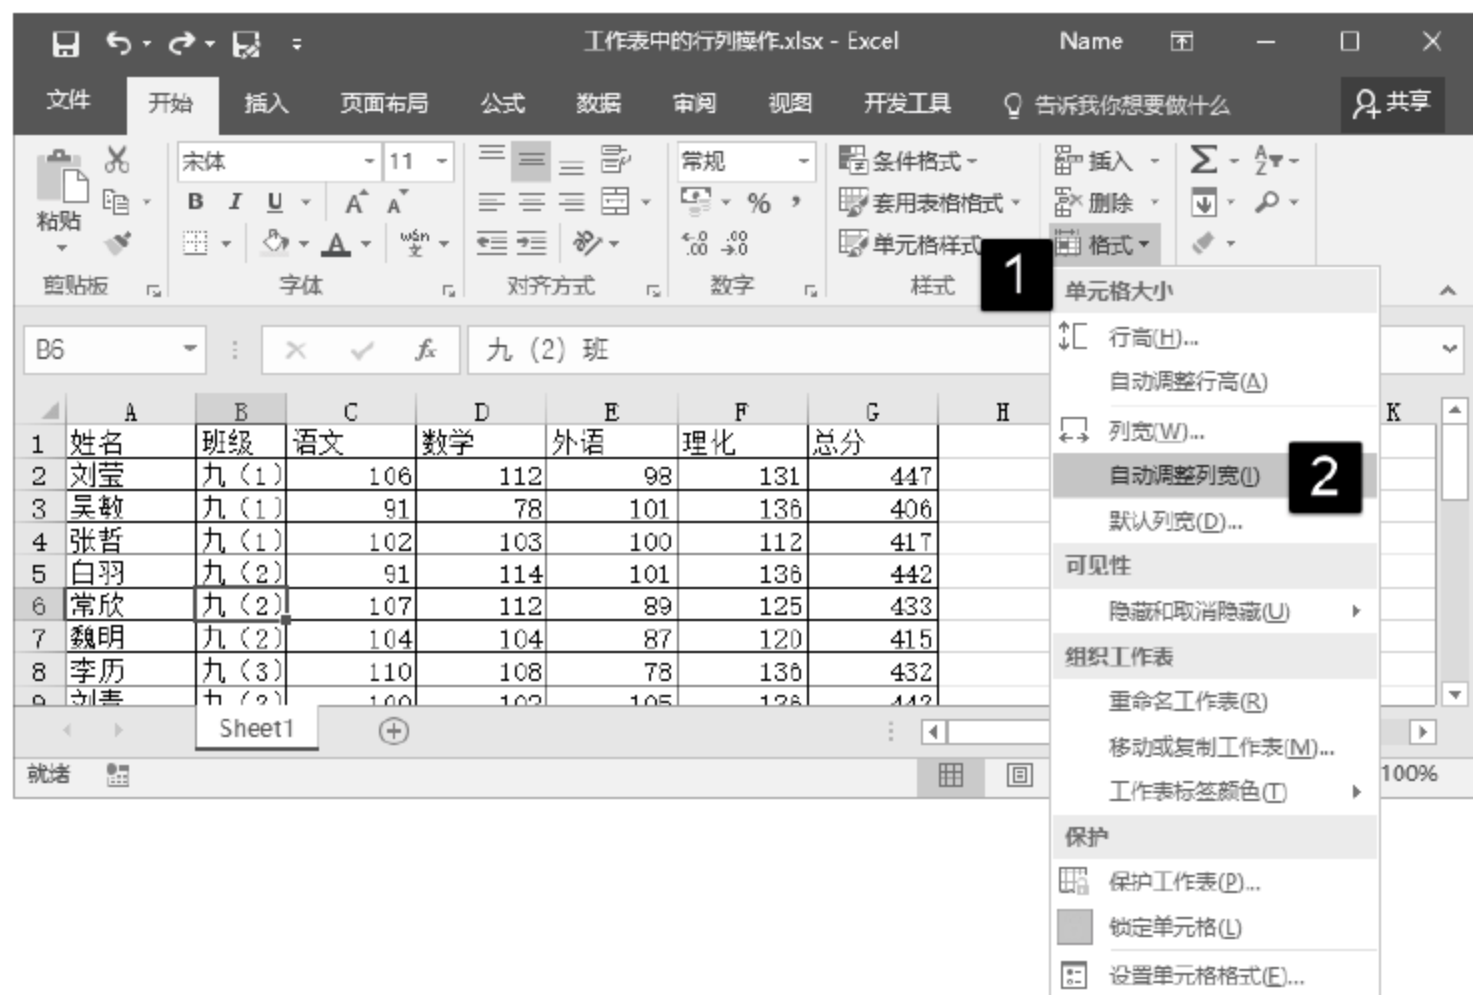 工作表中的行列操作.xlsx - Excel Name
文件 开始 插入 页面布局 公式 数据 审阅 视图 开发工具 告诉我你想要做什么 共享
宋体 11 常规 条件格式 插入
粘贴 B I U A A % 套用表格格式 删除
A wén 文 单元格样式 格式
剪贴板 字体 对齐方式 数字 样式 1
B6 fx 九（2）班
A B C D E F G H K
1 姓名 班级 语文 数学 外语 理化 总分
2 刘莹 九（1） 106 112 98 131 447
3 吴敏 九（1） 91 78 101 136 406
4 张哲 九（1） 102 103 100 112 417
5 白羽 九（2） 91 114 101 136 442
6 常欣 九（2） 107 112 89 125 433
7 魏明 九（2） 104 104 87 120 415
8 李历 九（3） 110 108 78 136 432
Sheet1
就绪 100%
单元格大小
行高(H)...
自动调整行高(A)
列宽(W)...
自动调整列宽(I) 2
默认列宽(D)...
可见性
隐藏和取消隐藏(U)
组织工作表
重命名工作表(R)
移动或复制工作表(M)...
工作表标签颜色(T)
保护
保护工作表(P)...
锁定单元格(L)
设置单元格格式(E)...